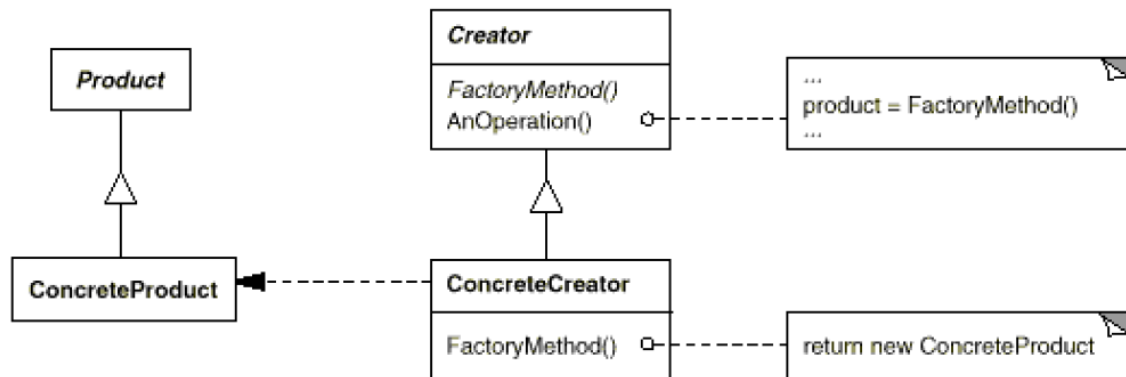 Product
ConcreteProduct
Creator
FactoryMethod()
AnOperation()
...
product = FactoryMethod()
...
ConcreteCreator
FactoryMethod()
return new ConcreteProduct